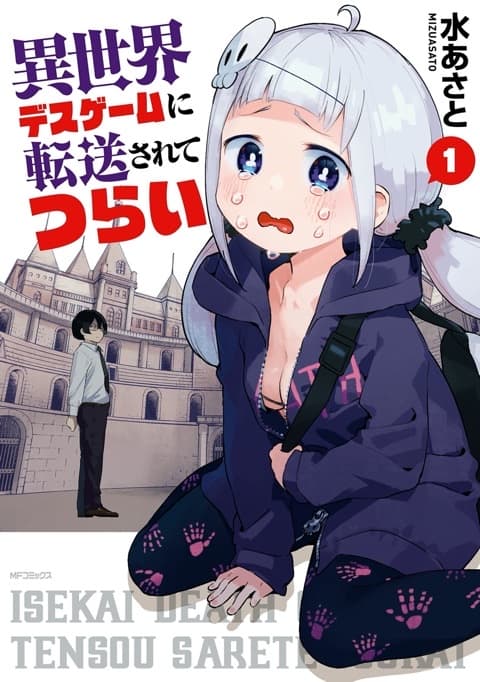 異世界
デスゲームに
転送されて
つらい
水あさと
MIZUASATO
1
MFコミックス
ISEKAI DEATH
TENSOU SARETE